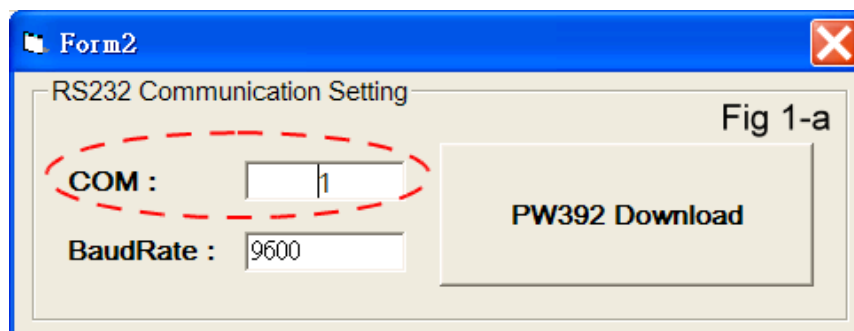 Form2
RS232 Communication Setting
Fig 1-a
COM : 1
PW392 Download
BaudRate : 9600